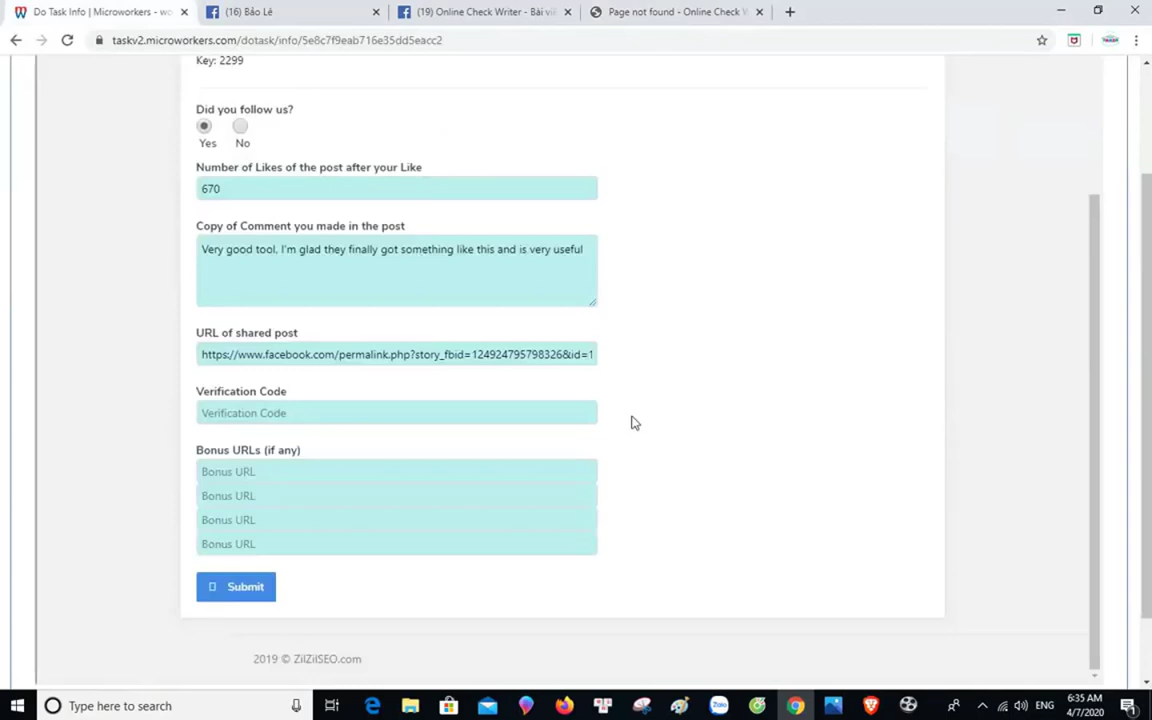 Do Task Info | Microworkers - wo
(16) Bảo Lê
(19) Online Check Writer - Bài vi
Page not found - Online Check
taskv2.microworkers.com/dotask/info/5e8c7f9eab716e35dd5eacc2
Key: 2299
Did you follow us?
Yes No
Number of Likes of the post after your Like
670
Copy of Comment you made in the post
Very good tool, I'm glad they finally got something like this and is very useful
URL of shared post
https://www.facebook.com/permalink.php?story_fbid=124924795798326&id=1
Verification Code
Verification Code
Bonus URLs (if any)
Bonus URL
Bonus URL
Bonus URL
Bonus URL
Submit
2019 © ZilZilSEO.com
Type here to search
Zalo
ENG
6:35 AM
4/7/2020